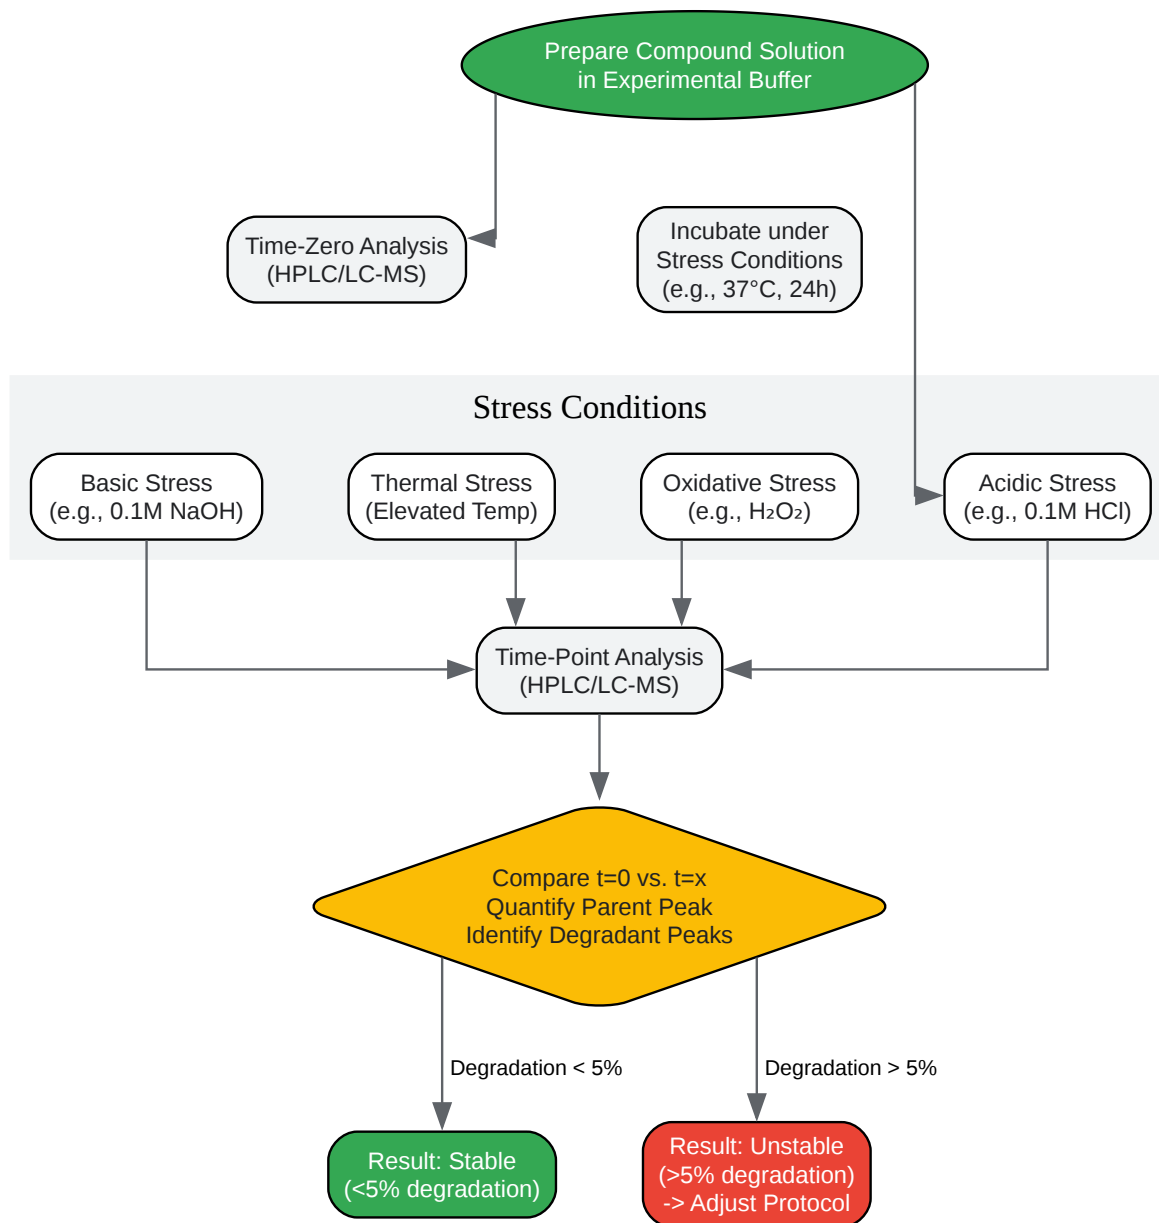 Prepare Compound Solution
in Experimental Buffer
Time-Zero Analysis
(HPLC/LC-MS)
Incubate under
Stress Conditions
(e.g., 37°C, 24h)
Stress Conditions
Basic Stress
(e.g., 0.1M NaOH)
Thermal Stress
(Elevated Temp)
Oxidative Stress
(e.g., H₂O₂)
Acidic Stress
(e.g., 0.1M HCl)
Time-Point Analysis
(HPLC/LC-MS)
Compare t=0 vs. t=x
Quantify Parent Peak
Identify Degradant Peaks
Degradation < 5%
Degradation > 5%
Result: Stable
(<5% degradation)
Result: Unstable
(>5% degradation)
-> Adjust Protocol